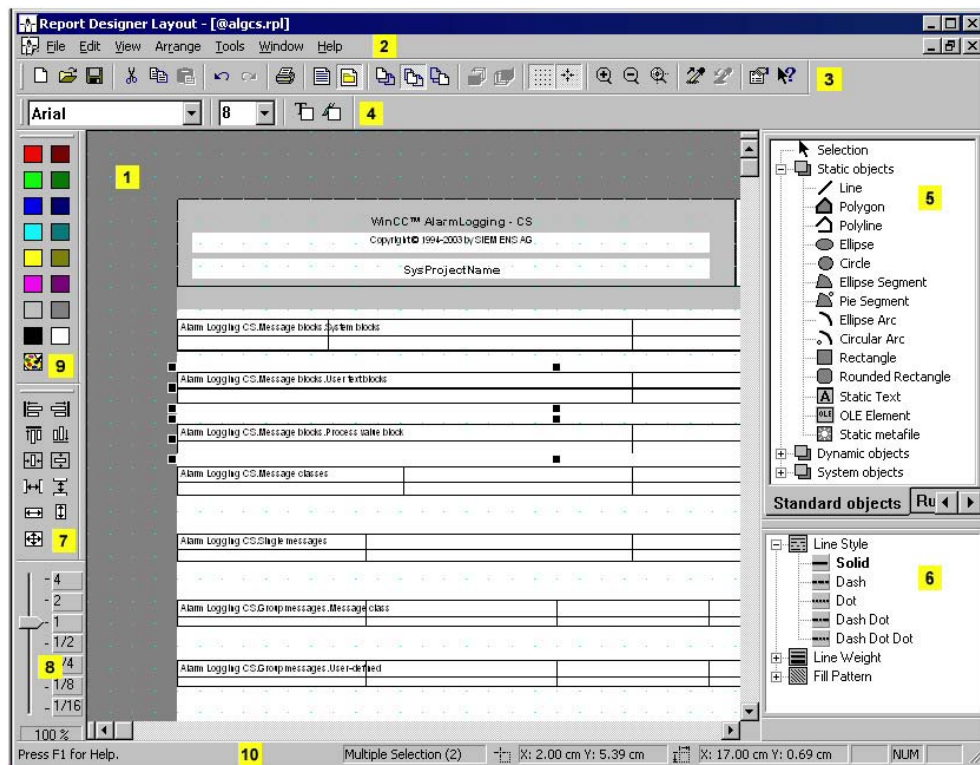 Report Designer Layout - [@algcs.rpl]
File Edit View Arrange Tools Window Help 2
3
Arial 8 4
1
WinCC™ AlarmLogging - CS
Copyright © 1994-2003 by SIEMENS AG
SysProjectName
Alarm Logging CS.Message blocks.System blocks
Alarm Logging CS.Message blocks.User textblocks
Alarm Logging CS.Message blocks.Process value block
Alarm Logging CS.Message classes
Alarm Logging CS.Single messages
Alarm Logging CS.Group messages.Message class
Alarm Logging CS.Group messages.User-defined
9
7
4
2
1
1/2
8 /4
1/8
1/16
100 %
Selection
Static objects
5
Line
Polygon
Polyline
Ellipse
Circle
Ellipse Segment
Pie Segment
Ellipse Arc
Circular Arc
Rectangle
Rounded Rectangle
A Static Text
OLE OLE Element
Static metafile
Dynamic objects
System objects
Standard objects Ru
Line Style
Solid
6
Dash
Dot
Dash Dot
Dash Dot Dot
Line Weight
Fill Pattern
Press F1 for Help. 10 Multiple Selection (2) X: 2.00 cm Y: 5.39 cm X: 17.00 cm Y: 0.69 cm NUM